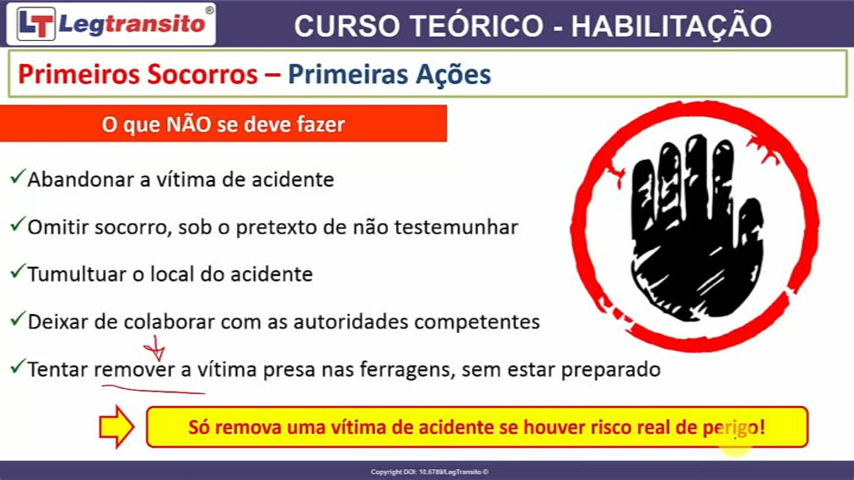 LT Legtransito®
CURSO TEÓRICO - HABILITAÇÃO
Primeiros Socorros – Primeiras Ações
O que NÃO se deve fazer
✓Abandonar a vítima de acidente
✓Omitir socorro, sob o pretexto de não testemunhar
✓Tumultuar o local do acidente
✓Deixar de colaborar com as autoridades competentes
✓Tentar remover a vítima presa nas ferragens, sem estar preparado
Só remova uma vítima de acidente se houver risco real de perigo!
Copyright DOI: 10.6789/LegTransito ©